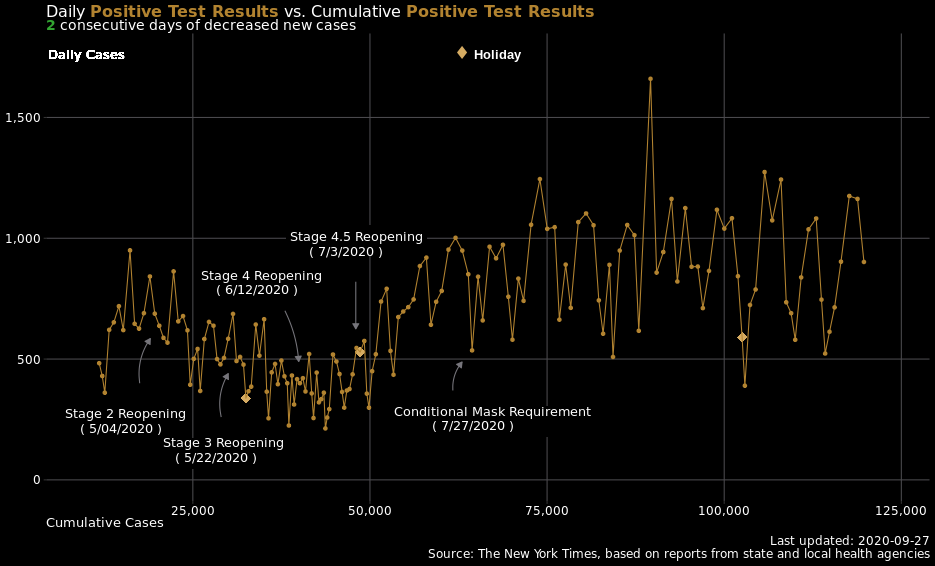 Daily Positive Test Results vs. Cumulative Positive Test Results
2 consecutive days of decreased new cases
Daily Cases
Holiday
1,500
1,000
500
0
Stage 4.5 Reopening
( 7/3/2020 )
Stage 4 Reopening
( 6/12/2020 )
Stage 2 Reopening
( 5/04/2020 )
Stage 3 Reopening
( 5/22/2020 )
Conditional Mask Requirement
( 7/27/2020 )
25,000
50,000
75,000
100,000
125,000
Cumulative Cases
Last updated: 2020-09-27
Source: The New York Times, based on reports from state and local health agencies